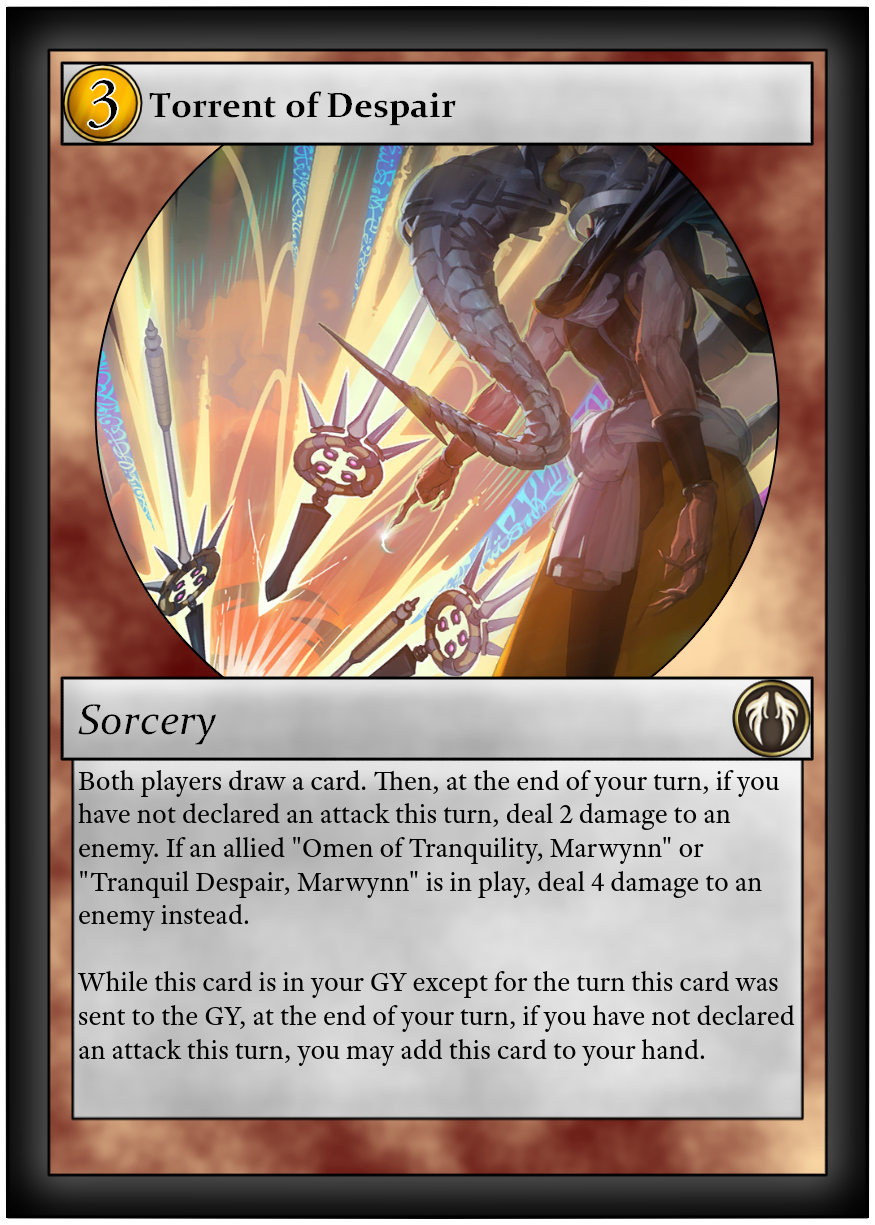 3 Torrent of Despair
Sorcery
Both players draw a card. Then, at the end of your turn, if you
have not declared an attack this turn, deal 2 damage to an
enemy. If an allied "Omen of Tranquility, Marwynn" or
"Tranquil Despair, Marwynn" is in play, deal 4 damage to an
enemy instead.
While this card is in your GY except for the turn this card was
sent to the GY, at the end of your turn, if you have not declared
an attack this turn, you may add this card to your hand.